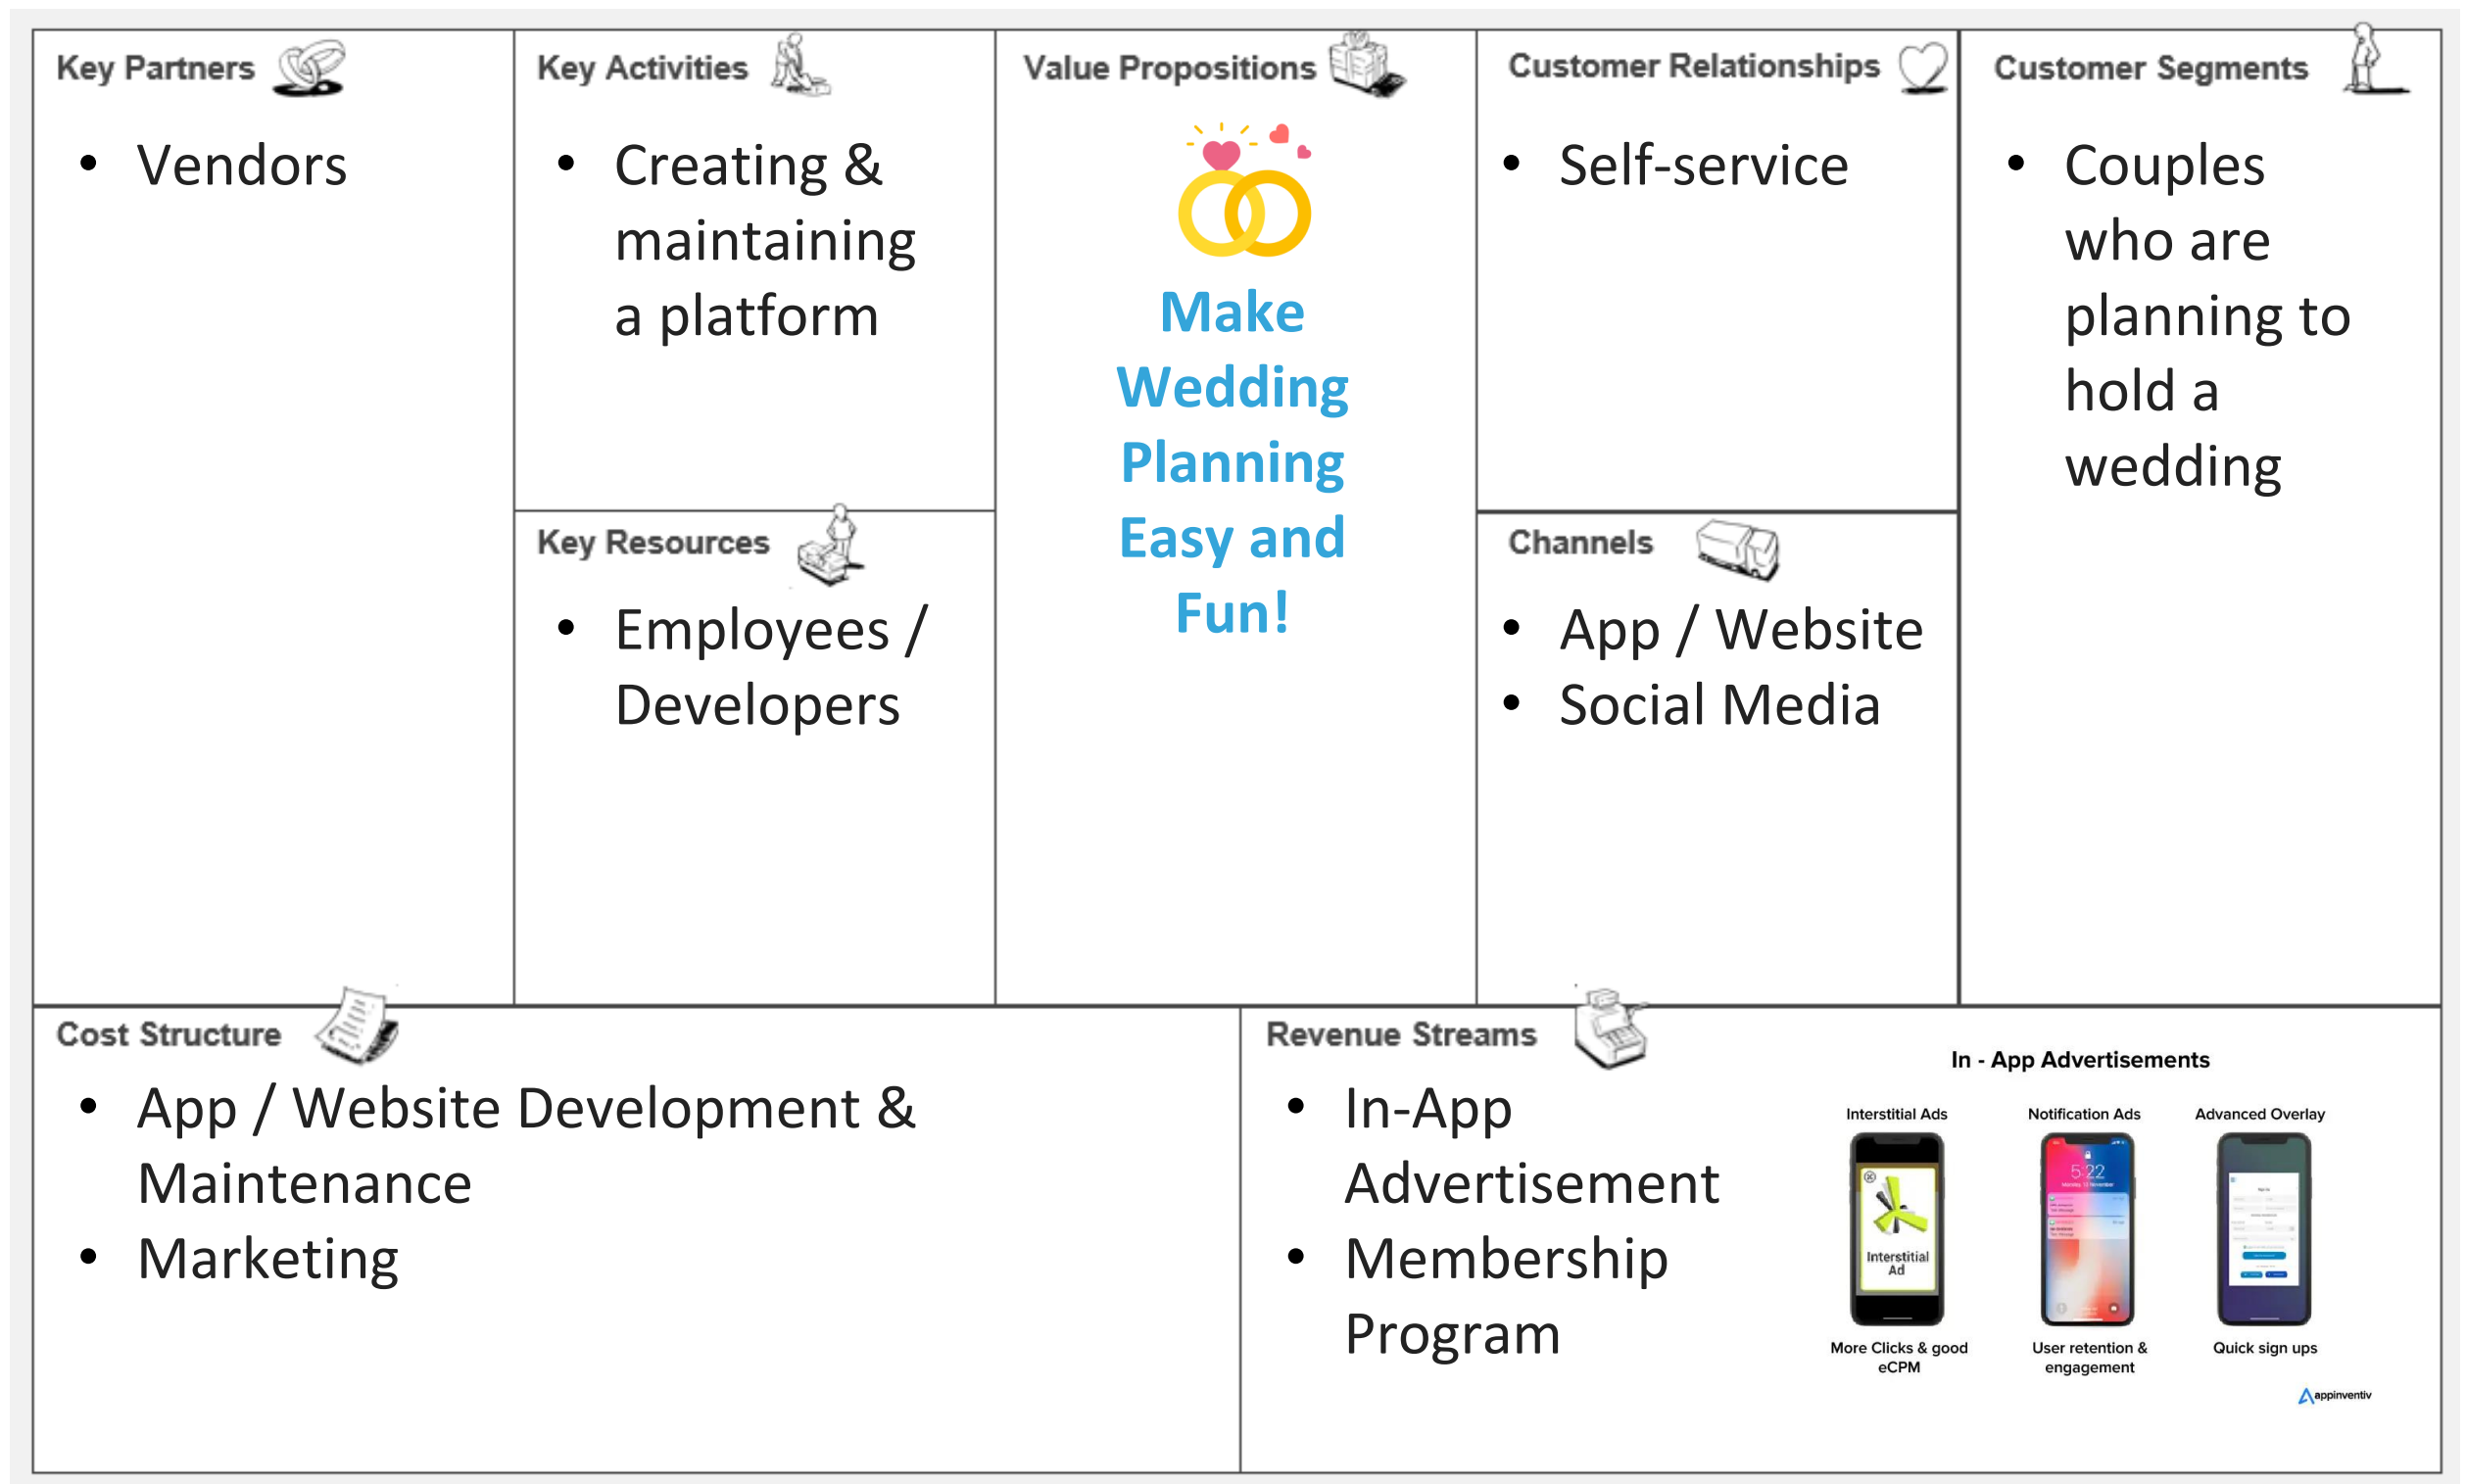 Key Partners
• Vendors
Key Activities
• Creating &
maintaining
a platform
Key Resources
• Employees /
Developers
Value Propositions
Make
Wedding
Planning
Easy and
Fun!
Customer Relationships
• Self-service
Channels
• App / Website
• Social Media
Customer Segments
• Couples
who are
planning to
hold a
wedding
Cost Structure
• App / Website Development &
Maintenance
• Marketing
Revenue Streams
• In-App
Advertisement
• Membership
Program
In - App Advertisements
Interstitial Ads
Interstitial
Ad
More Clicks & good
eCPM
Notification Ads
5:22
User retention &
engagement
Advanced Overlay
Quick sign ups
appinventiv